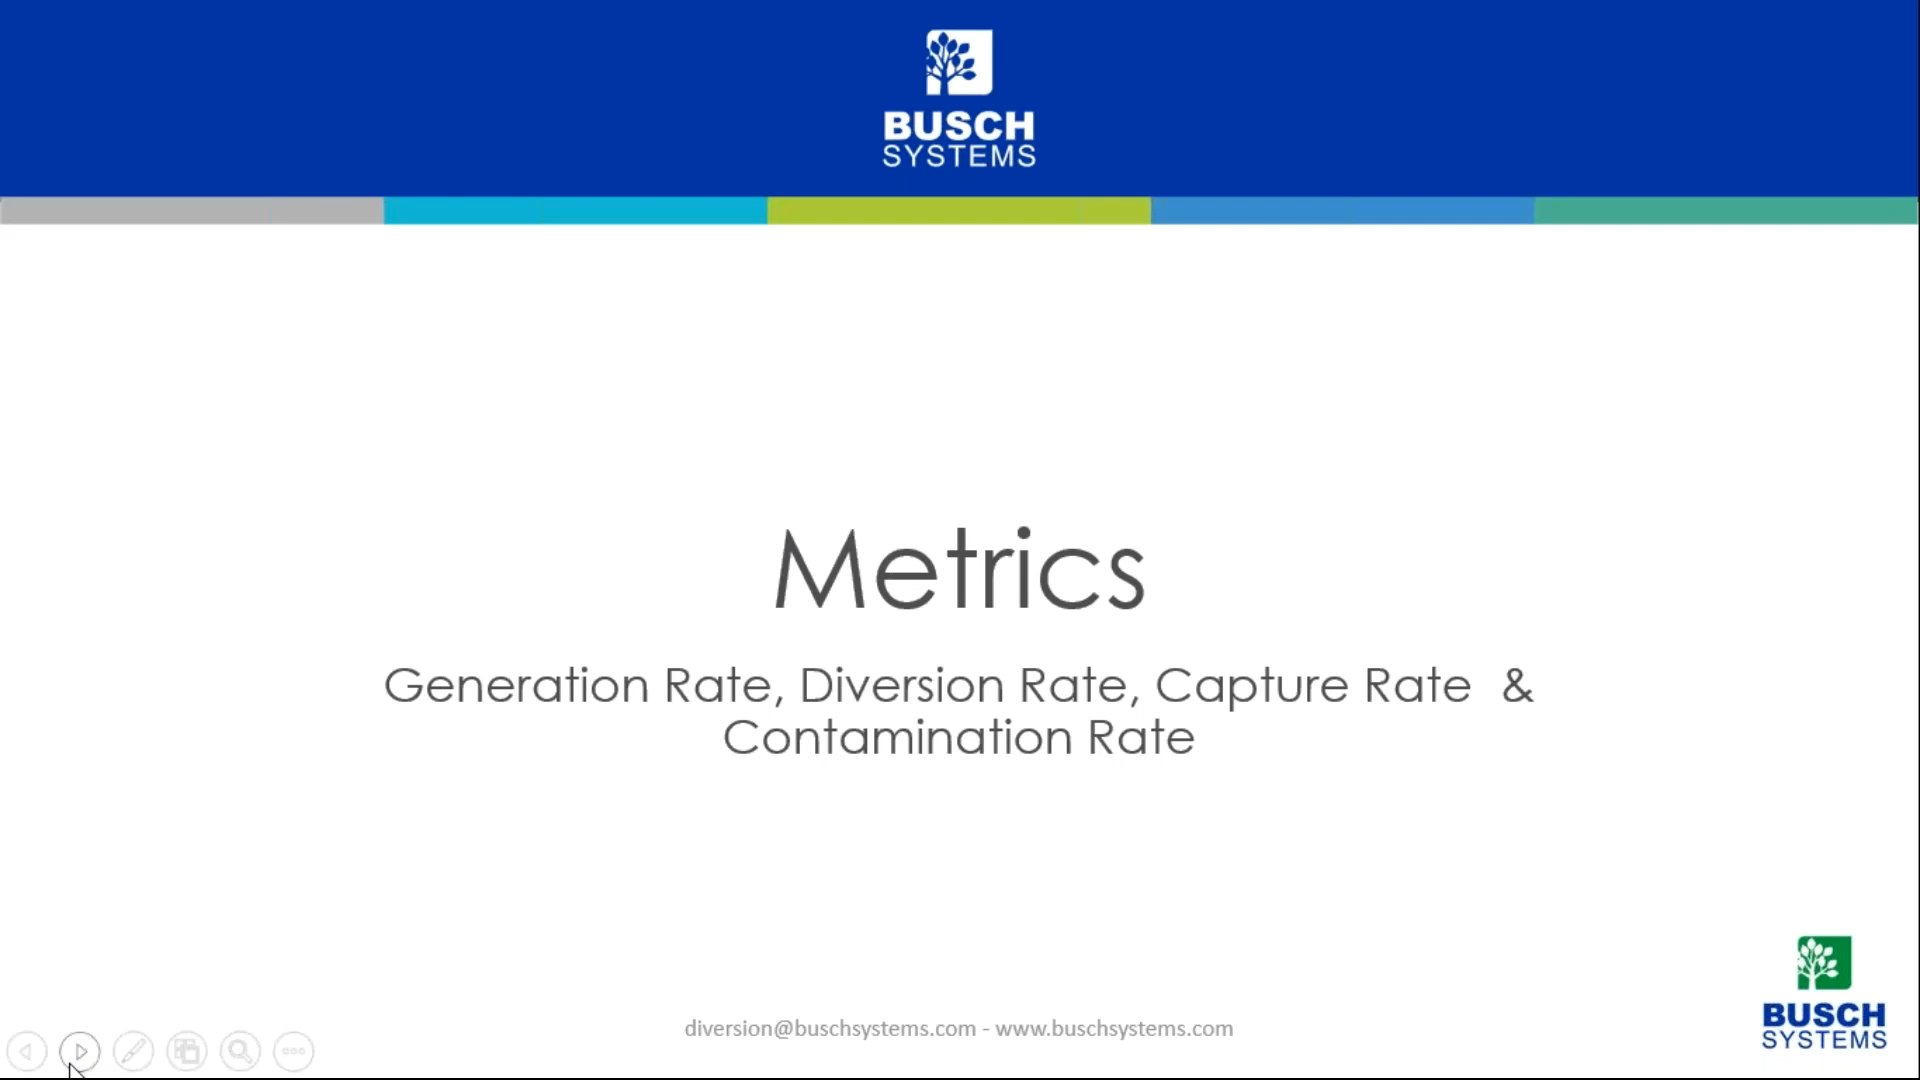 BUSCH
SYSTEMS
Metrics
Generation Rate, Diversion Rate, Capture Rate  &
Contamination Rate
diversion@buschsystems.com - www.buschsystems.com
BUSCH
SYSTEMS